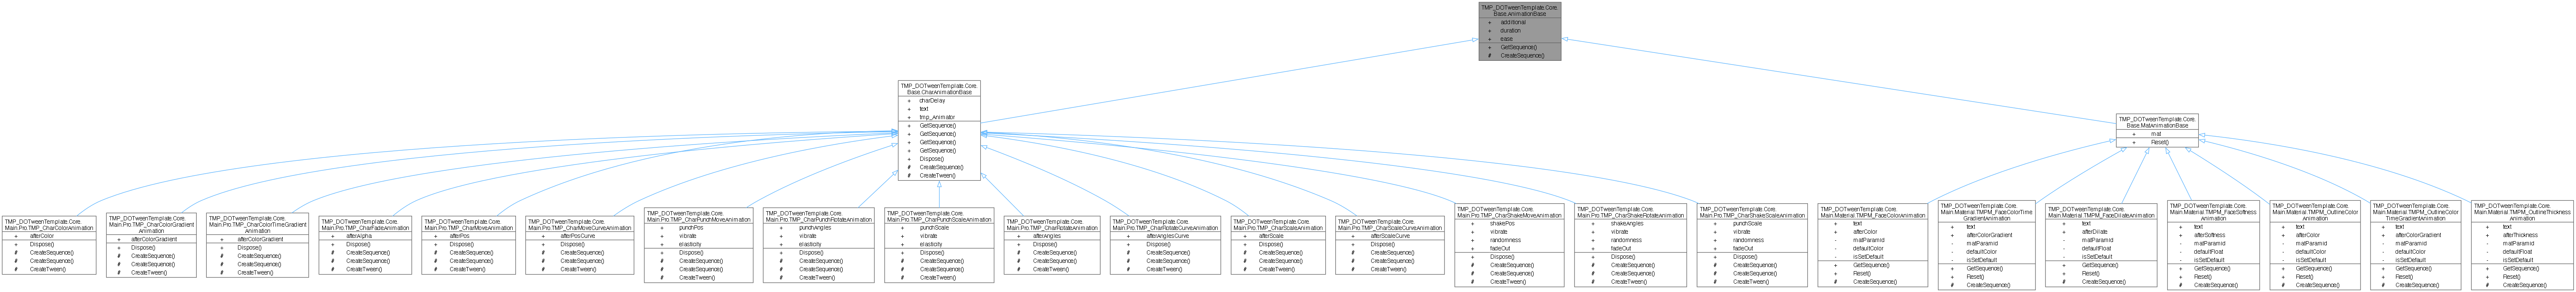 TMP_DOTweenTemplate.Core.
Base.AnimationBase
+ additional
+ duration
+ ease
+ GetSequence()
# CreateSequence()
TMP_DOTweenTemplate.Core.
Base.CharAnimationBase
+ charDelay
+ text
+ tmp_Animator
+ GetSequence()
+ GetSequence()
+ GetSequence()
+ GetSequence()
+ Dispose()
# CreateSequence()
# CreateTween()
TMP_DOTweenTemplate.Core.
Base.MatAnimationBase
+ mat
+ Reset()
TMP_DOTweenTemplate.Core.
Main.Pro.TMP_CharColorAnimation
+ afterColor
+ Dispose()
# CreateSequence()
# CreateSequence()
# CreateTween()
TMP_DOTweenTemplate.Core.
Main.Pro.TMP_CharColorGradient
Animation
+ afterColorGradient
+ Dispose()
# CreateSequence()
# CreateSequence()
# CreateTween()
TMP_DOTweenTemplate.Core.
Main.Pro.TMP_CharColorTimeGradient
Animation
+ afterColorGradient
+ Dispose()
# CreateSequence()
# CreateSequence()
# CreateTween()
TMP_DOTweenTemplate.Core.
Main.Pro.TMP_CharFadeAnimation
+ afterAlpha
+ Dispose()
# CreateSequence()
# CreateSequence()
# CreateTween()
TMP_DOTweenTemplate.Core.
Main.Pro.TMP_CharMoveAnimation
+ afterPos
+ Dispose()
# CreateSequence()
# CreateSequence()
# CreateTween()
TMP_DOTweenTemplate.Core.
Main.Pro.TMP_CharMoveCurveAnimation
+ afterPosCurve
+ Dispose()
# CreateSequence()
# CreateSequence()
# CreateTween()
TMP_DOTweenTemplate.Core.
Main.Pro.TMP_CharPunchMoveAnimation
+ punchPos
+ vibrate
+ elasticity
+ Dispose()
# CreateSequence()
# CreateSequence()
# CreateTween()
TMP_DOTweenTemplate.Core.
Main.Pro.TMP_CharPunchRotateAnimation
+ punchAngles
+ vibrate
+ elasticity
+ Dispose()
# CreateSequence()
# CreateSequence()
# CreateTween()
TMP_DOTweenTemplate.Core.
Main.Pro.TMP_CharPunchScaleAnimation
+ punchScale
+ vibrate
+ elasticity
+ Dispose()
# CreateSequence()
# CreateSequence()
# CreateTween()
TMP_DOTweenTemplate.Core.
Main.Pro.TMP_CharRotateAnimation
+ afterAngles
+ Dispose()
# CreateSequence()
# CreateSequence()
# CreateTween()
TMP_DOTweenTemplate.Core.
Main.Pro.TMP_CharRotateCurveAnimation
+ afterAnglesCurve
+ Dispose()
# CreateSequence()
# CreateSequence()
# CreateTween()
TMP_DOTweenTemplate.Core.
Main.Pro.TMP_CharScaleAnimation
+ afterScale
+ Dispose()
# CreateSequence()
# CreateSequence()
# CreateTween()
TMP_DOTweenTemplate.Core.
Main.Pro.TMP_CharScaleCurveAnimation
+ afterScaleCurve
+ Dispose()
# CreateSequence()
# CreateSequence()
# CreateTween()
TMP_DOTweenTemplate.Core.
Main.Pro.TMP_CharShakeMoveAnimation
+ shakePos
+ vibrate
+ randomness
+ fadeOut
+ Dispose()
# CreateSequence()
# CreateSequence()
# CreateTween()
TMP_DOTweenTemplate.Core.
Main.Pro.TMP_CharShakeRotateAnimation
+ shakeAngles
+ vibrate
+ randomness
+ fadeOut
+ Dispose()
# CreateSequence()
# CreateSequence()
# CreateTween()
TMP_DOTweenTemplate.Core.
Main.Pro.TMP_CharShakeScaleAnimation
+ punchScale
+ vibrate
+ randomness
+ fadeOut
+ Dispose()
# CreateSequence()
# CreateSequence()
# CreateTween()
TMP_DOTweenTemplate.Core.
Main.Material.TMPM_FaceColorAnimation
+ text
+ afterColor
- matParamid
- defaultColor
- isSetDefault
+ GetSequence()
+ Reset()
# CreateSequence()
TMP_DOTweenTemplate.Core.
Main.Material.TMPM_FaceColorTime
GradientAnimation
+ text
+ afterColorGradient
- matParamid
- defaultColor
- isSetDefault
+ GetSequence()
+ Reset()
# CreateSequence()
TMP_DOTweenTemplate.Core.
Main.Material.TMPM_FaceDilateAnimation
+ text
+ afterDilate
- matParamid
- defaultFloat
- isSetDefault
+ GetSequence()
+ Reset()
# CreateSequence()
TMP_DOTweenTemplate.Core.
Main.Material.TMPM_FaceSoftness
Animation
+ text
+ afterSoftness
- matParamid
- defaultFloat
- isSetDefault
+ GetSequence()
+ Reset()
# CreateSequence()
TMP_DOTweenTemplate.Core.
Main.Material.TMPM_OutlineColor
Animation
+ text
+ afterColor
- matParamid
- defaultColor
- isSetDefault
+ GetSequence()
+ Reset()
# CreateSequence()
TMP_DOTweenTemplate.Core.
Main.Material.TMPM_OutlineColor
TimeGradientAnimation
+ text
+ afterColorGradient
- matParamid
- defaultColor
- isSetDefault
+ GetSequence()
+ Reset()
# CreateSequence()
TMP_DOTweenTemplate.Core.
Main.Material.TMPM_OutlineThickness
Animation
+ text
+ afterThickness
- matParamid
- defaultFloat
- isSetDefault
+ GetSequence()
+ Reset()
# CreateSequence()